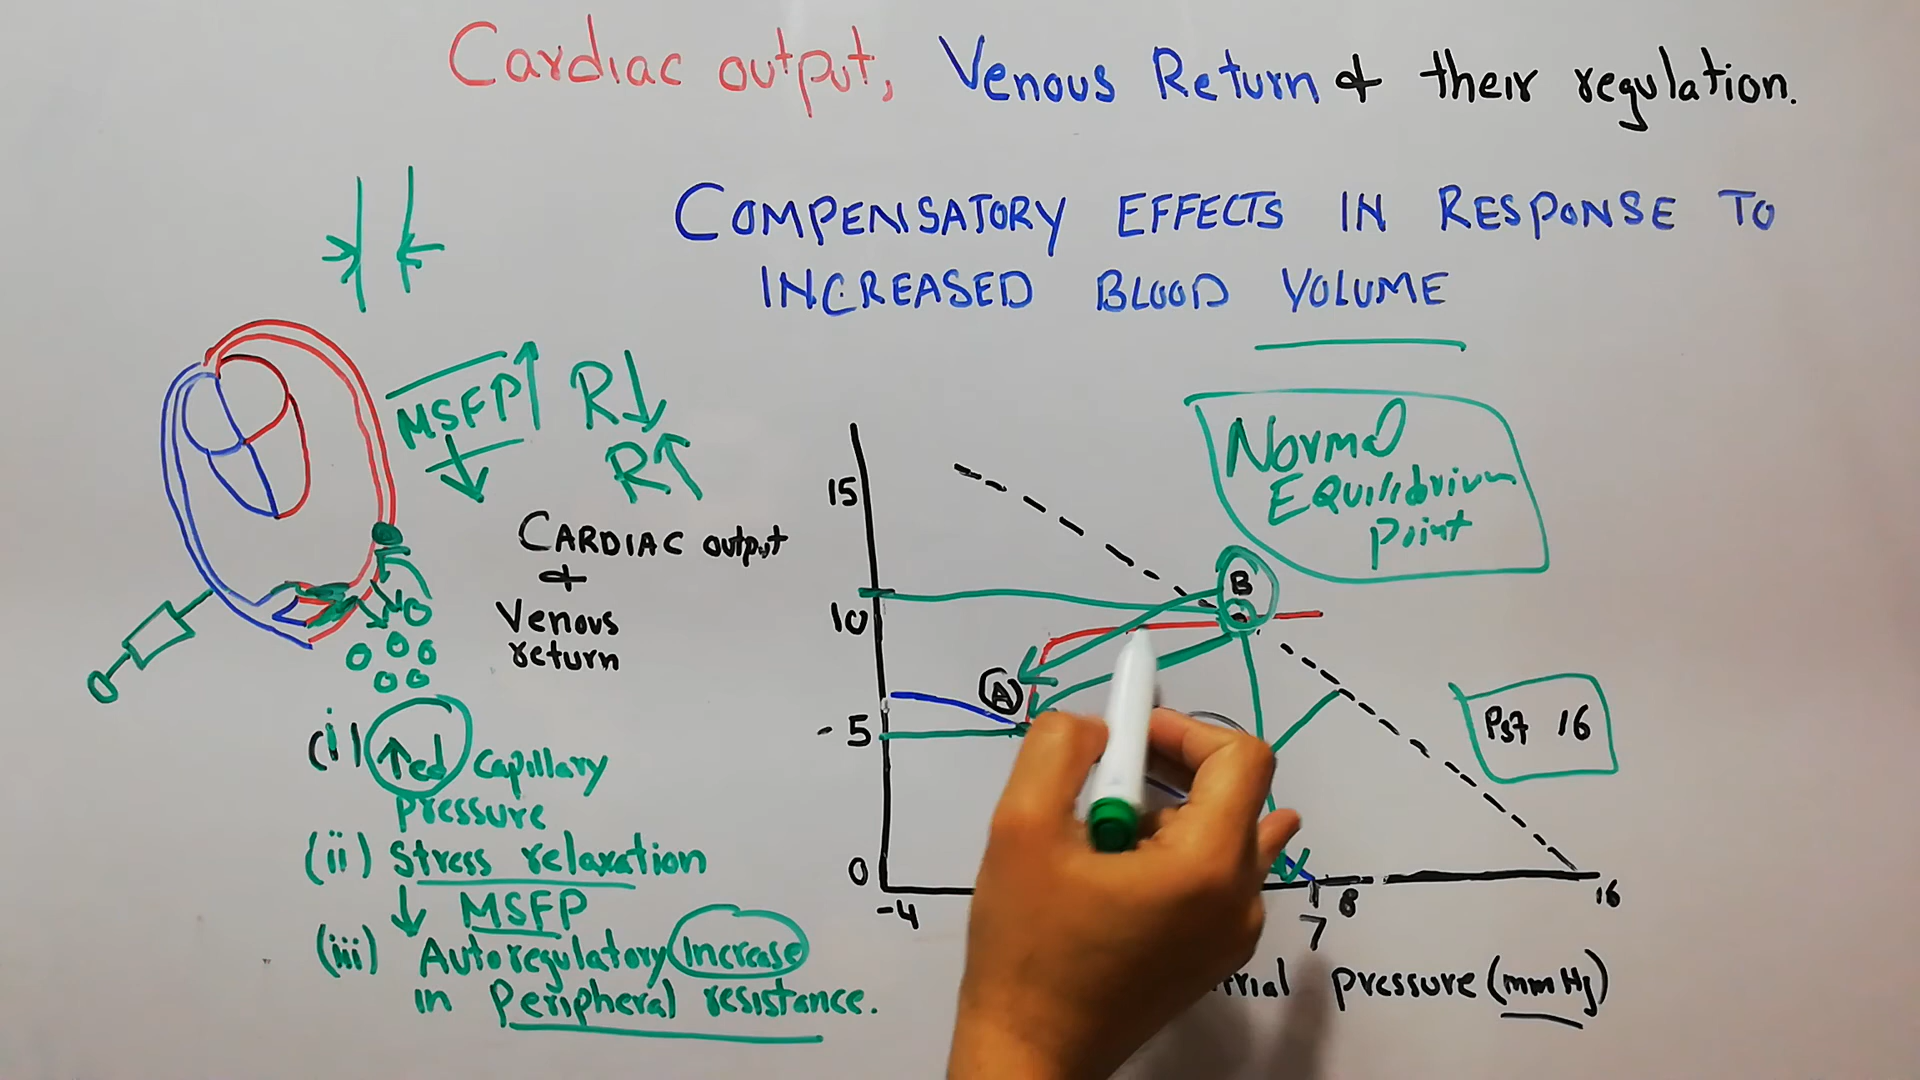 Cardiac output, Venous Return & their regulation.
COMPENSATORY EFFECTS IN RESPONSE TO
INCREASED BLOOD VOLUME
MSFP↑ R↓
↓ R↑
CARDIAC output
&
Venous
return
Normal
Equilibrium
point
15
10
5
0
-4
7
8
16
B
A
Psf 16
pressure (mmHg)
(i) ↑ed capillary
pressure
(ii) Stress relaxation
↓ MSFP
(iii) Autoregulatory Increase
in Peripheral resistance.